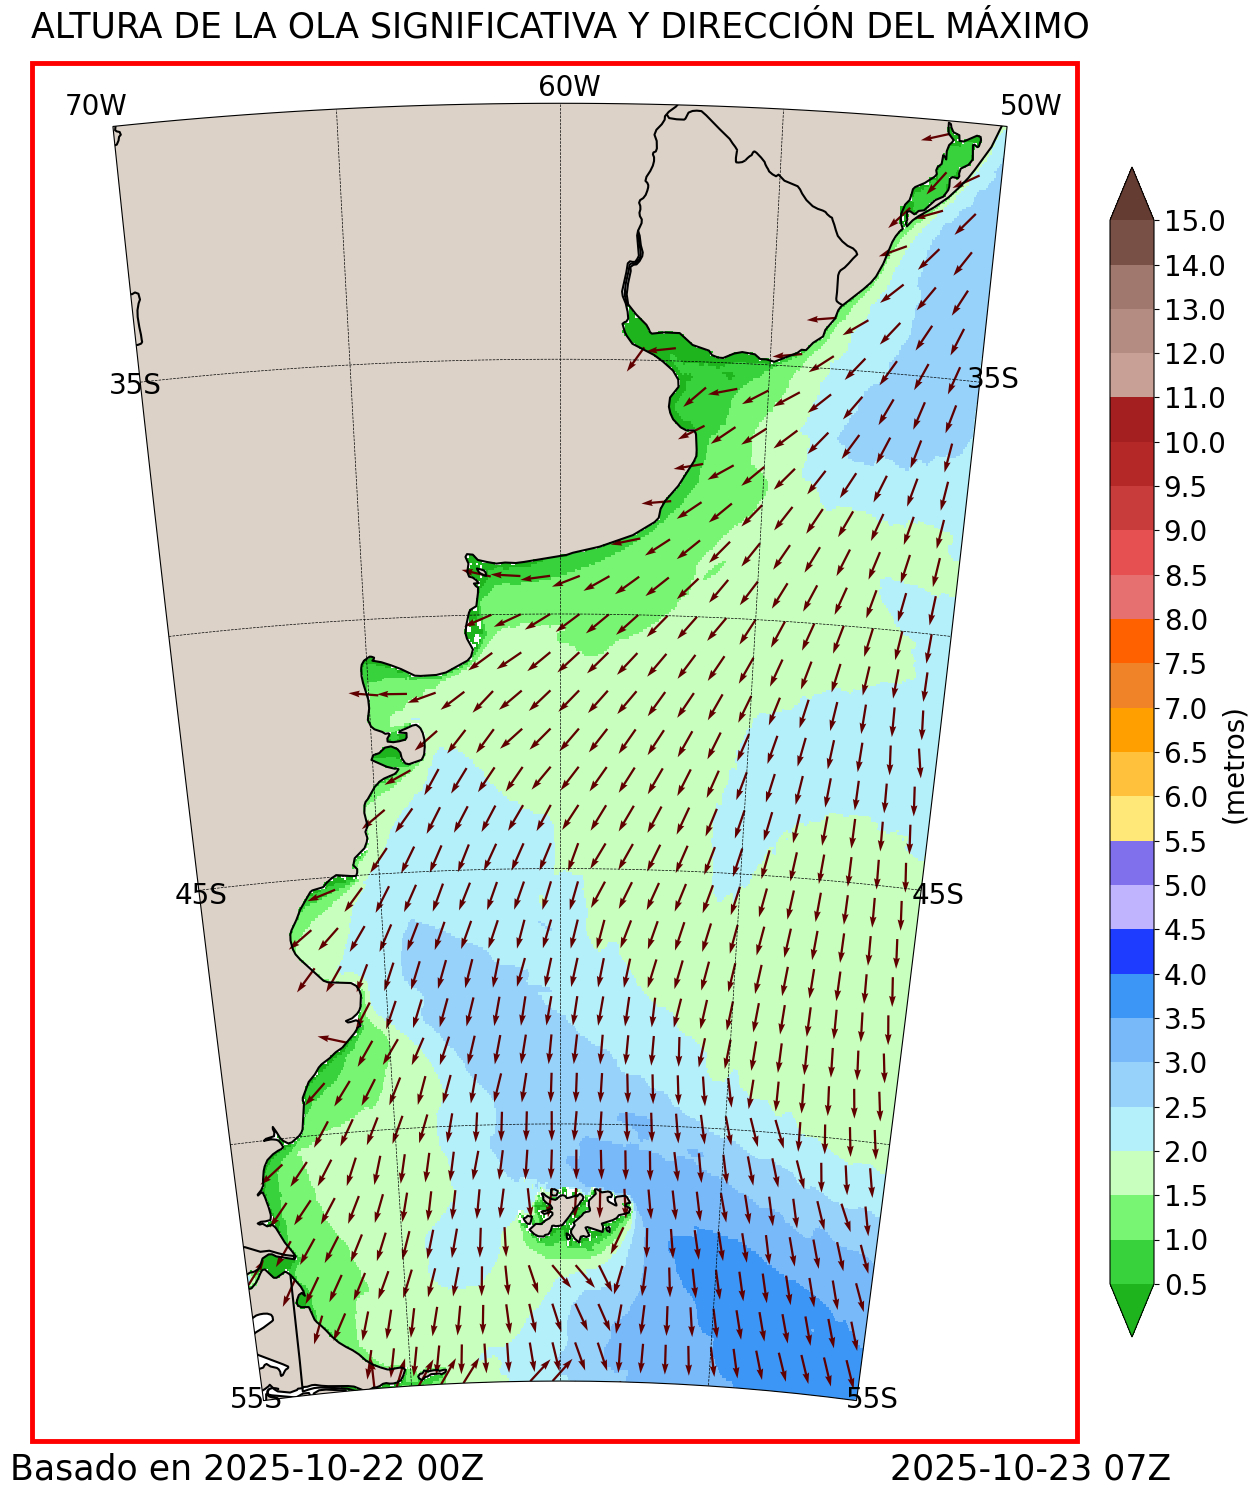 ALTURA DE LA OLA SIGNIFICATIVA Y DIRECCIÓN DEL MÁXIMO
70W
60W
50W
35S
35S
45S
45S
55S
55S
15.0
14.0
13.0
12.0
11.0
10.0
9.5
9.0
8.5
8.0
7.5
7.0
6.5
6.0
5.5
5.0
4.5
4.0
3.5
3.0
2.5
2.0
1.5
1.0
0.5
(metros)
Basado en 2025-10-22 00Z
2025-10-23 07Z